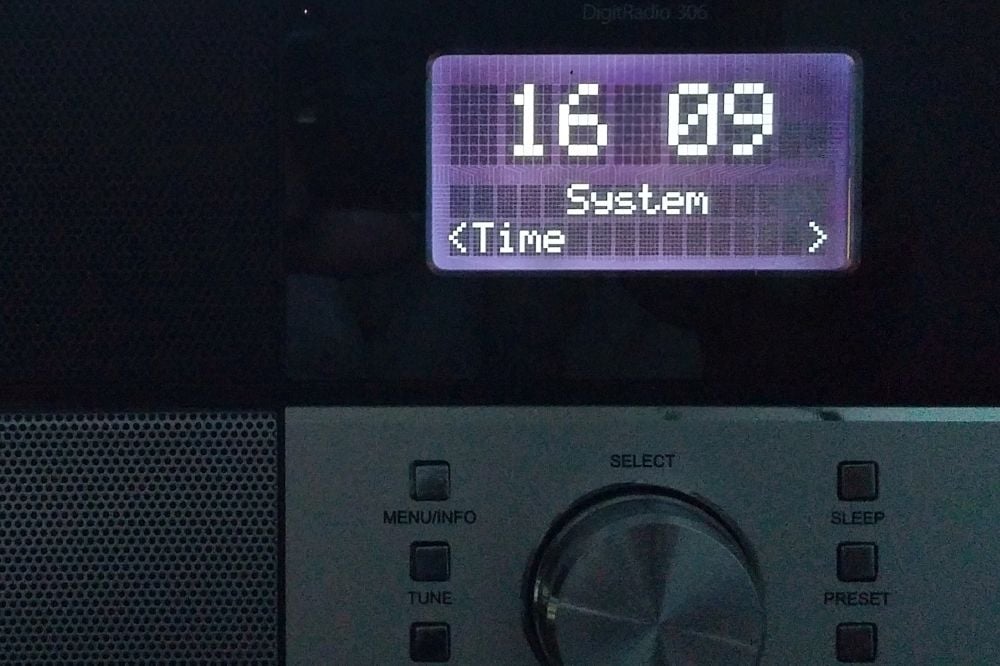 DigitRadio 306
16 09
System
<Time >
SELECT
MENU/INFO
SLEEP
TUNE
PRESET